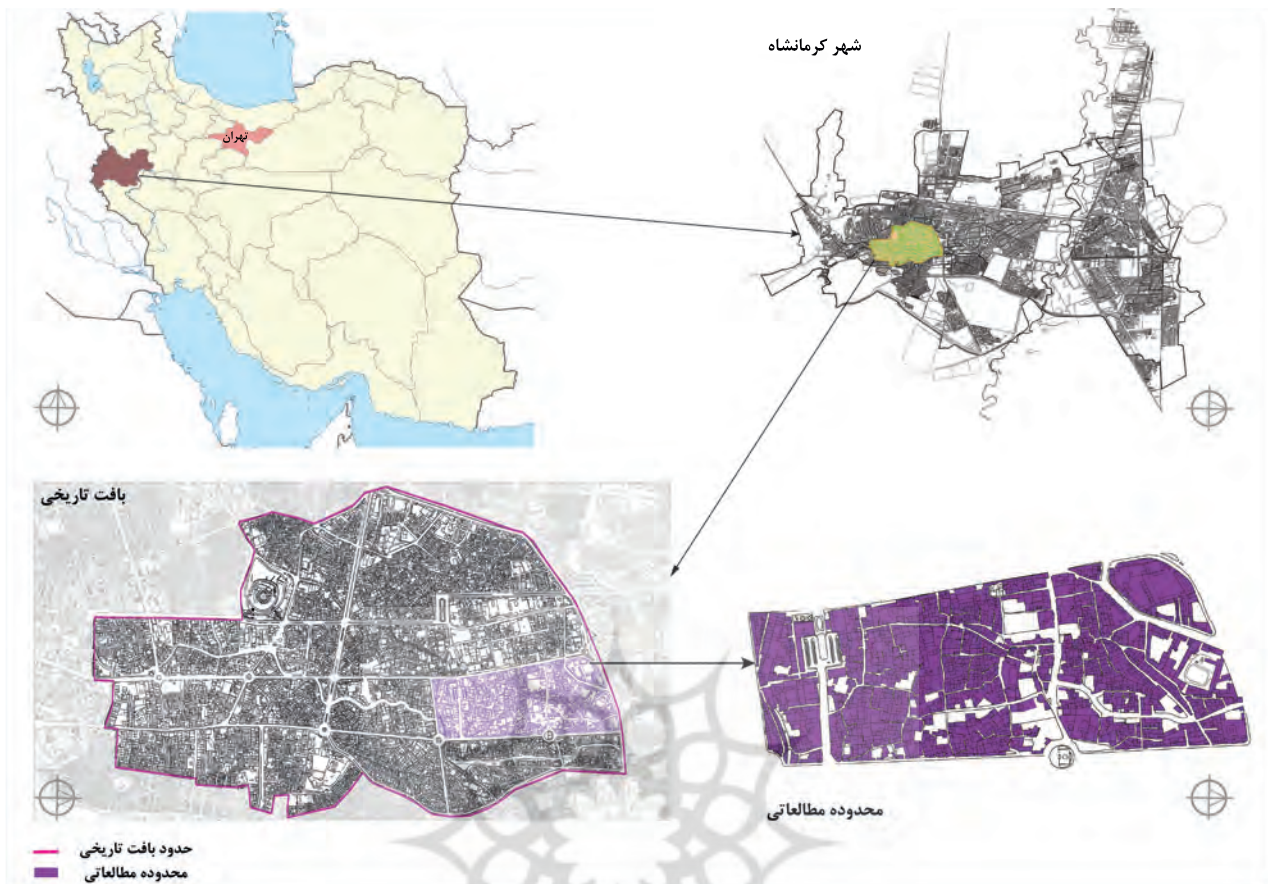 شهر کرمانشاه
تهران
بافت تاریخی
محدوده مطالعاتی
حدود بافت تاریخی
محدوده مطالعاتی